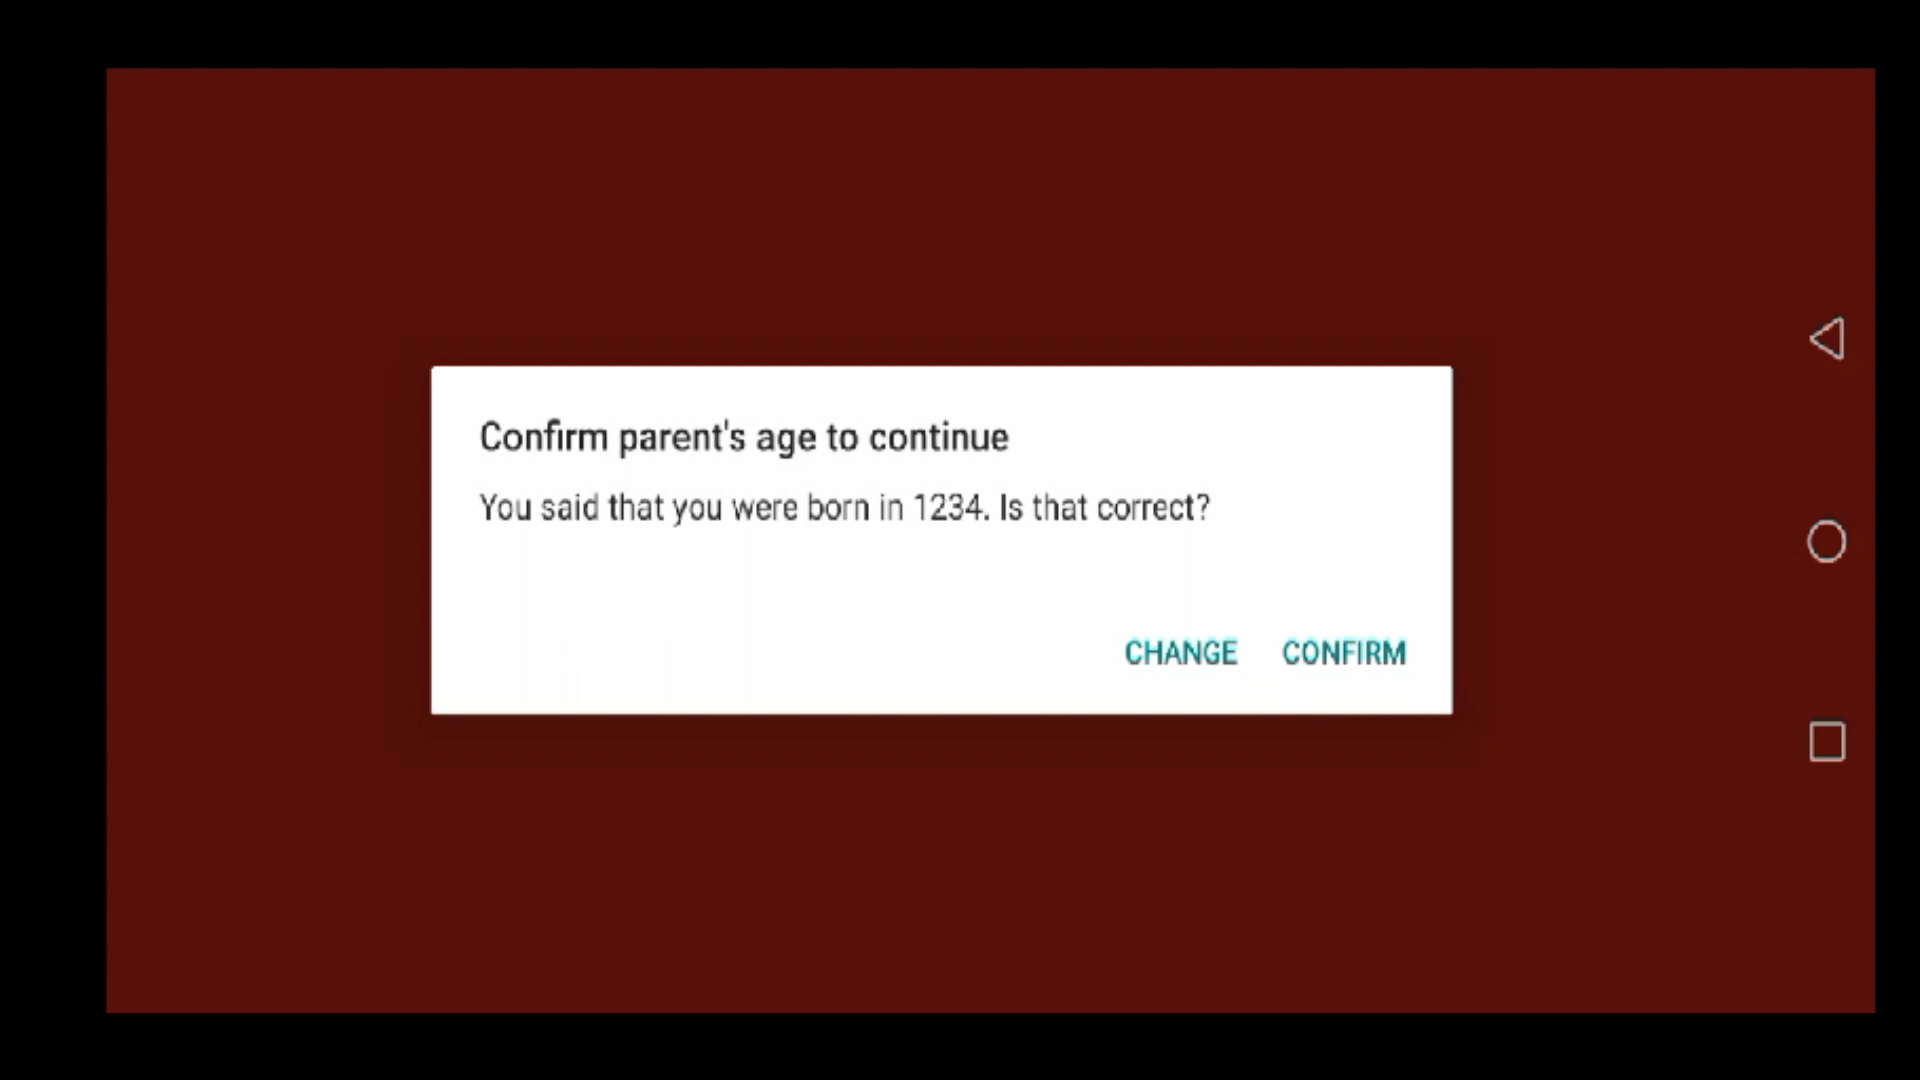 Confirm parent's age to continue
You said that you were born in 1234. Is that correct?
CHANGE CONFIRM